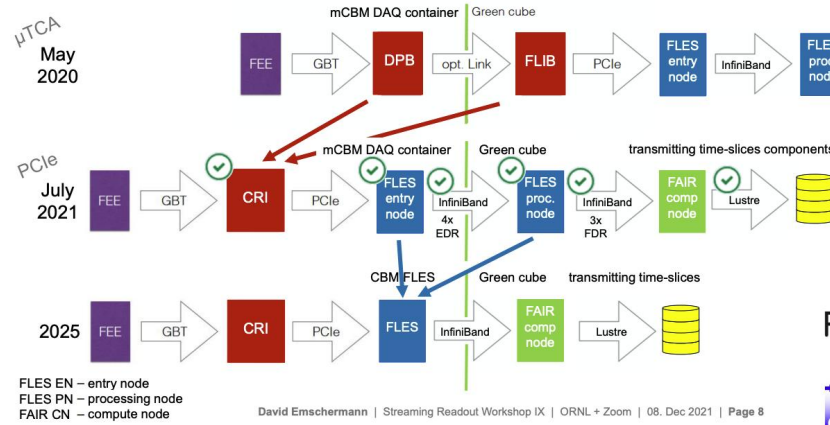 mCBM DAQ container
Green cube
µTCA
May
2020
FEE
GBT
DPB
opt. Link
FLIB
PCIe
FLES
entry
node
InfiniBand
mCBM DAQ container
Green cube
transmitting time-slices components
PCIe
July
2021
FEE
GBT
CRI
PCIe
FLES
entry
node
InfiniBand
4x
EDR
FLES
proc.
node
InfiniBand
3x
FDR
FAIR
comp
node
Lustre
CBM FLES
Green cube
transmitting time-slices
2025
FEE
GBT
CRI
PCIe
FLES
InfiniBand
FAIR
comp
node
Lustre
FLES EN – entry node
FLES PN – processing node
FAIR CN – compute node
David Emschermann | Streaming Readout Workshop IX | ORNL + Zoom | 08. Dec 2021 | Page 8